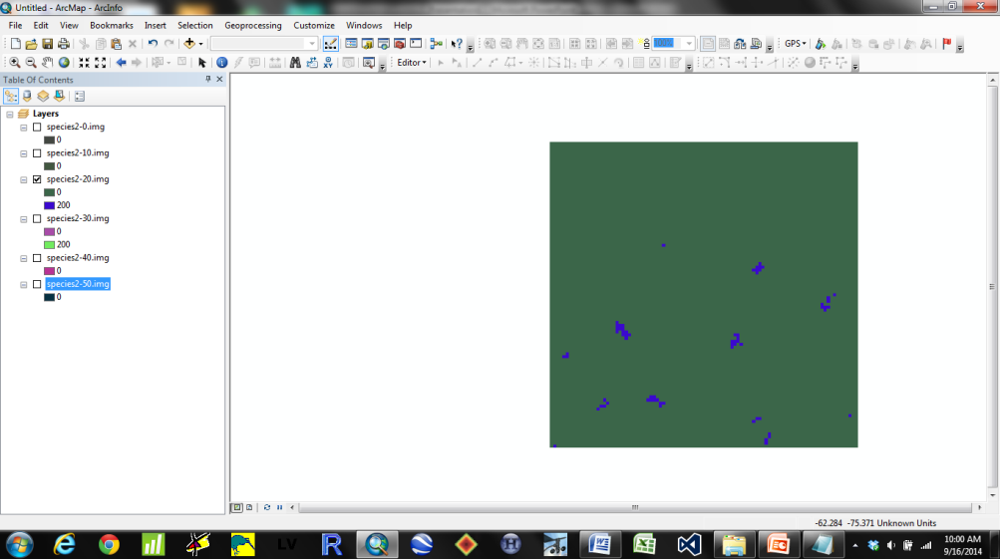 Untitled - ArcMap - ArcInfo
File Edit View Bookmarks Insert Selection Geoprocessing Customize Windows Help
GPS
Editor
Table Of Contents
Layers
species2-0.img
0
species2-10.img
0
species2-20.img
0
200
species2-30.img
0
200
species2-40.img
0
species2-50.img
0
-62.284 -75.371 Unknown Units
LV
10:00 AM
9/16/2014